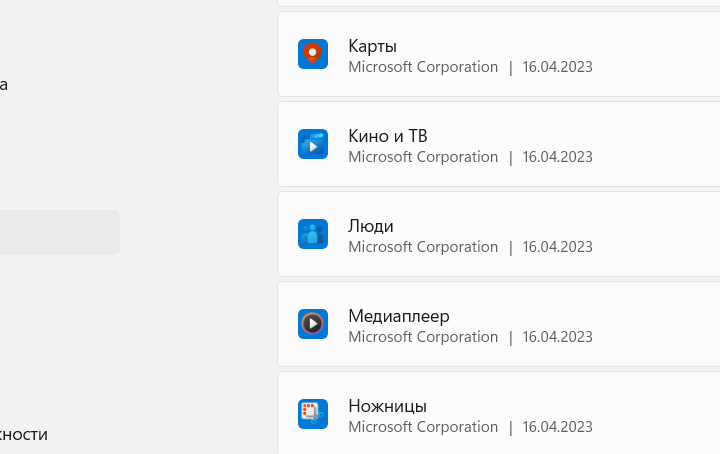 Карты
Microsoft Corporation | 16.04.2023
а
Кино и ТВ
Microsoft Corporation | 16.04.2023
Люди
Microsoft Corporation | 16.04.2023
Медиаплеер
Microsoft Corporation | 16.04.2023
Ножницы
Microsoft Corporation | 16.04.2023
ности